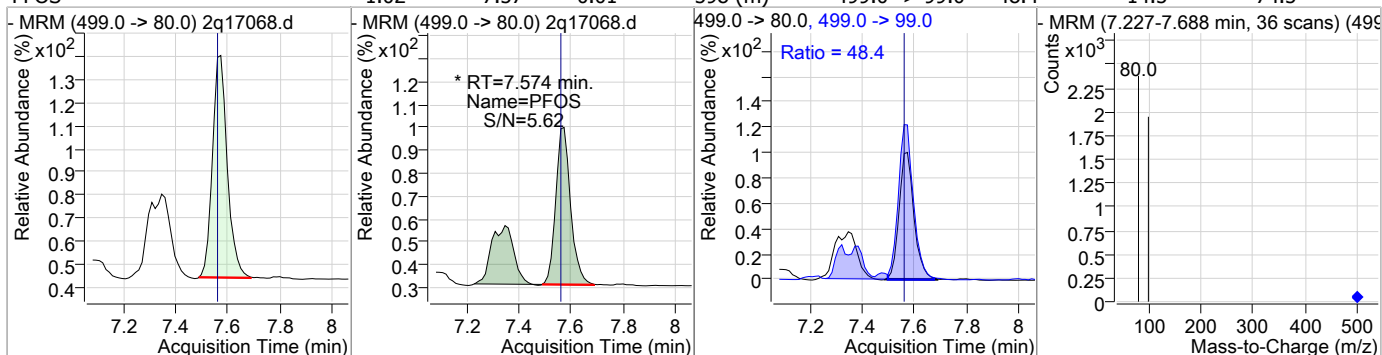 - MRM (499.0 -> 80.0) 2q17068.d
x10²
Relative Abundance (%)
1.3
1.2
1.1
1
0.9
0.8
0.7
0.6
0.5
0.4
7.2 7.4 7.6 7.8 8
Acquisition Time (min)
- MRM (499.0 -> 80.0) 2q17068.d
x10²
Relative Abundance (%)
* RT=7.574 min.
Name=PFOS
S/N=5.62
1.3
1.2
1.1
1
0.9
0.8
0.7
0.6
0.5
0.4
0.3
7.2 7.4 7.6 7.8 8
Acquisition Time (min)
499.0 -> 80.0, 499.0 -> 99.0
x10²
Ratio = 48.4
Relative Abundance (%)
1.4
1.2
1
0.8
0.6
0.4
0.2
0
7.2 7.4 7.6 7.8 8
Acquisition Time (min)
- MRM (7.227-7.688 min, 36 scans) (499
x10³
Counts
80.0
2.25
2
1.75
1.5
1.25
1
0.75
0.5
0.25
0
100 200 300 400 500
Mass-to-Charge (m/z)